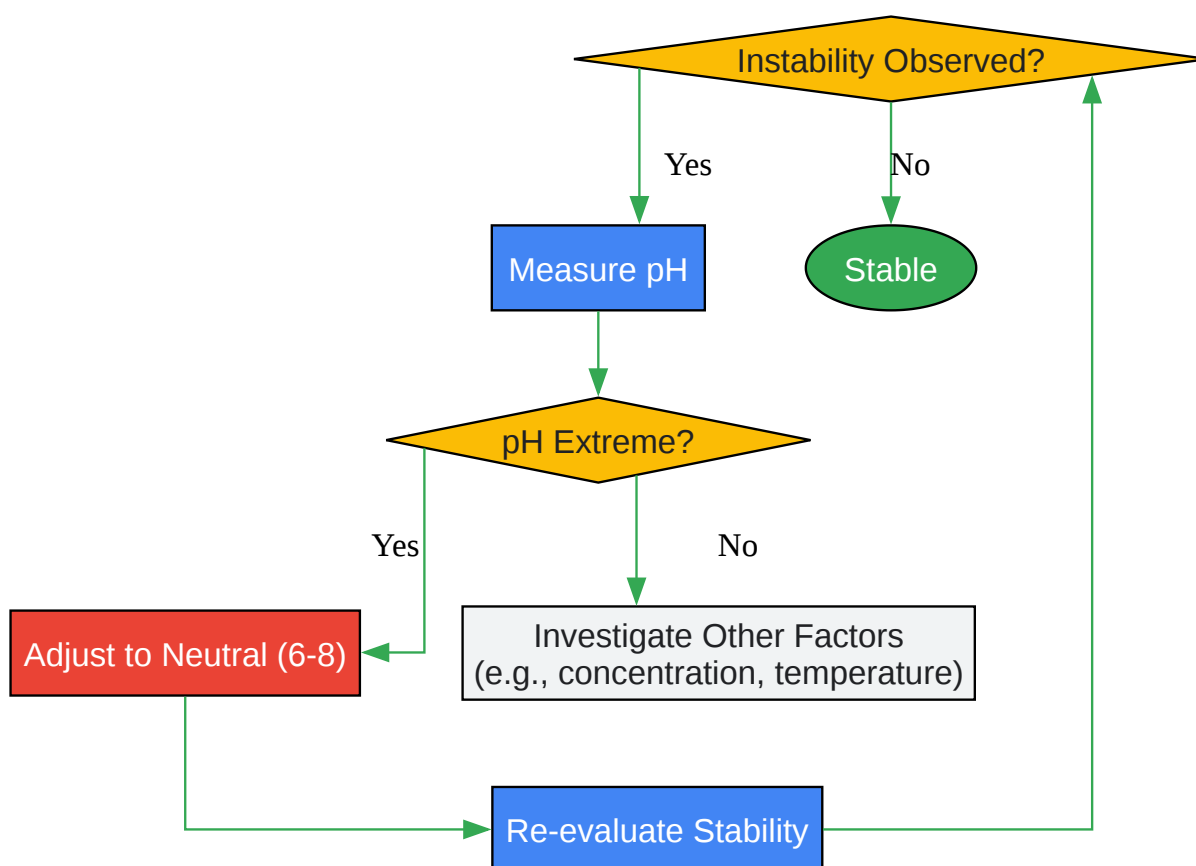 Instability Observed?
Yes
No
Measure pH
Stable
pH Extreme?
Yes
No
Adjust to Neutral (6-8)
Investigate Other Factors
(e.g., concentration, temperature)
Re-evaluate Stability